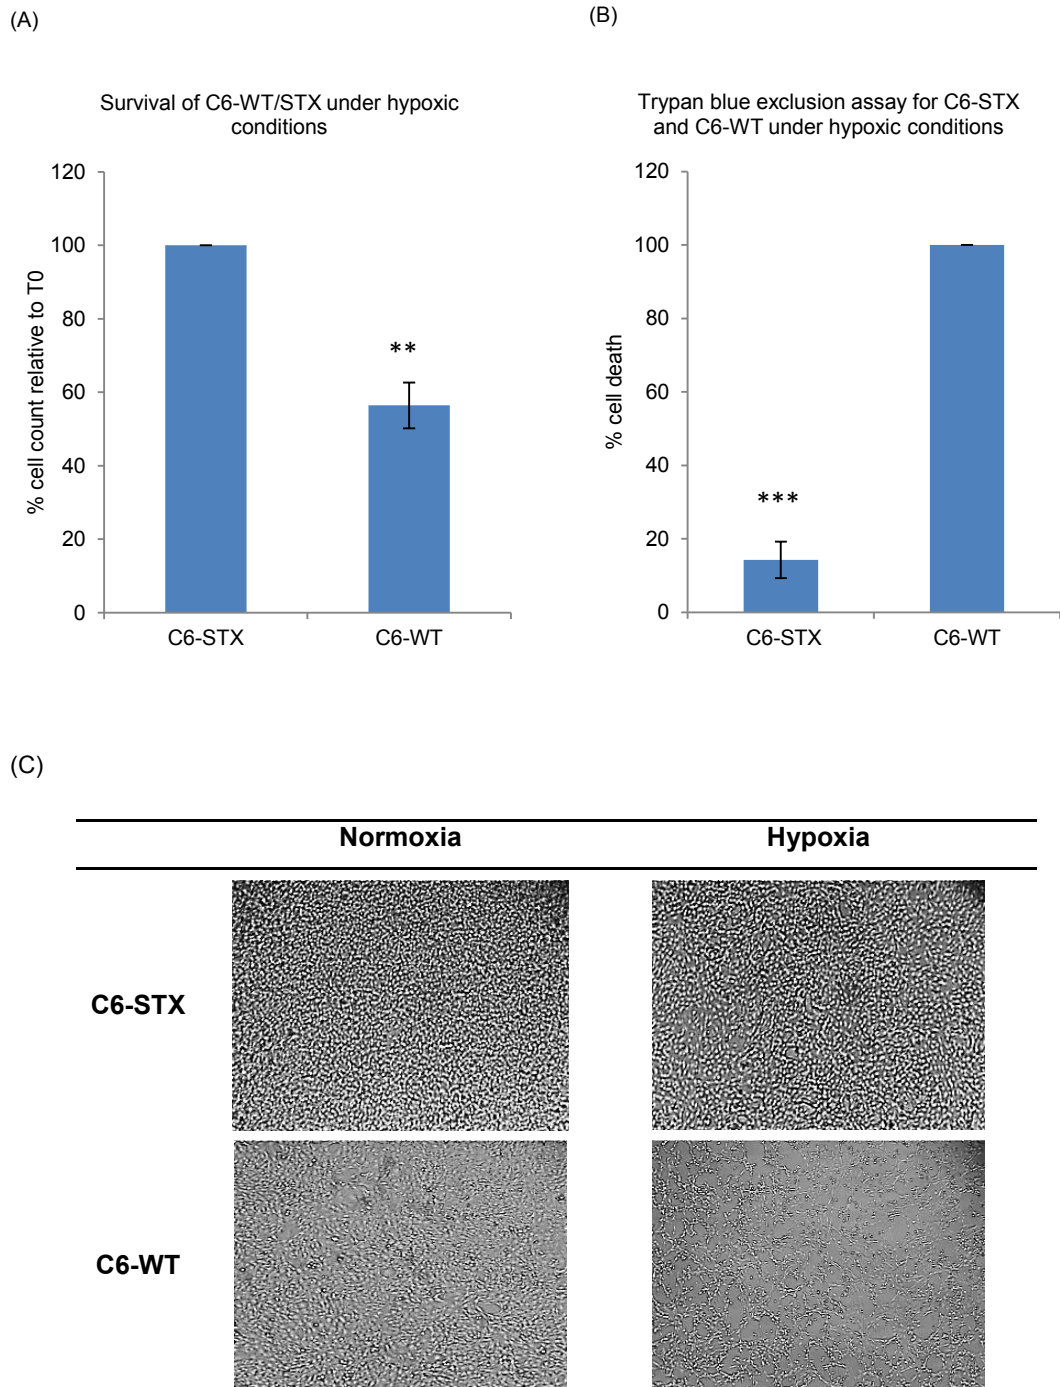 (A)
Survival of C6-WT/STX under hypoxic
conditions
% cell count relative to T0
120
100
80
60
40
20
0
**
C6-STX
C6-WT
(B)
Trypan blue exclusion assay for C6-STX
and C6-WT under hypoxic conditions
% cell death
120
100
80
60
40
20
0
***
C6-STX
C6-WT
(C)
Normoxia
Hypoxia
C6-STX
C6-WT